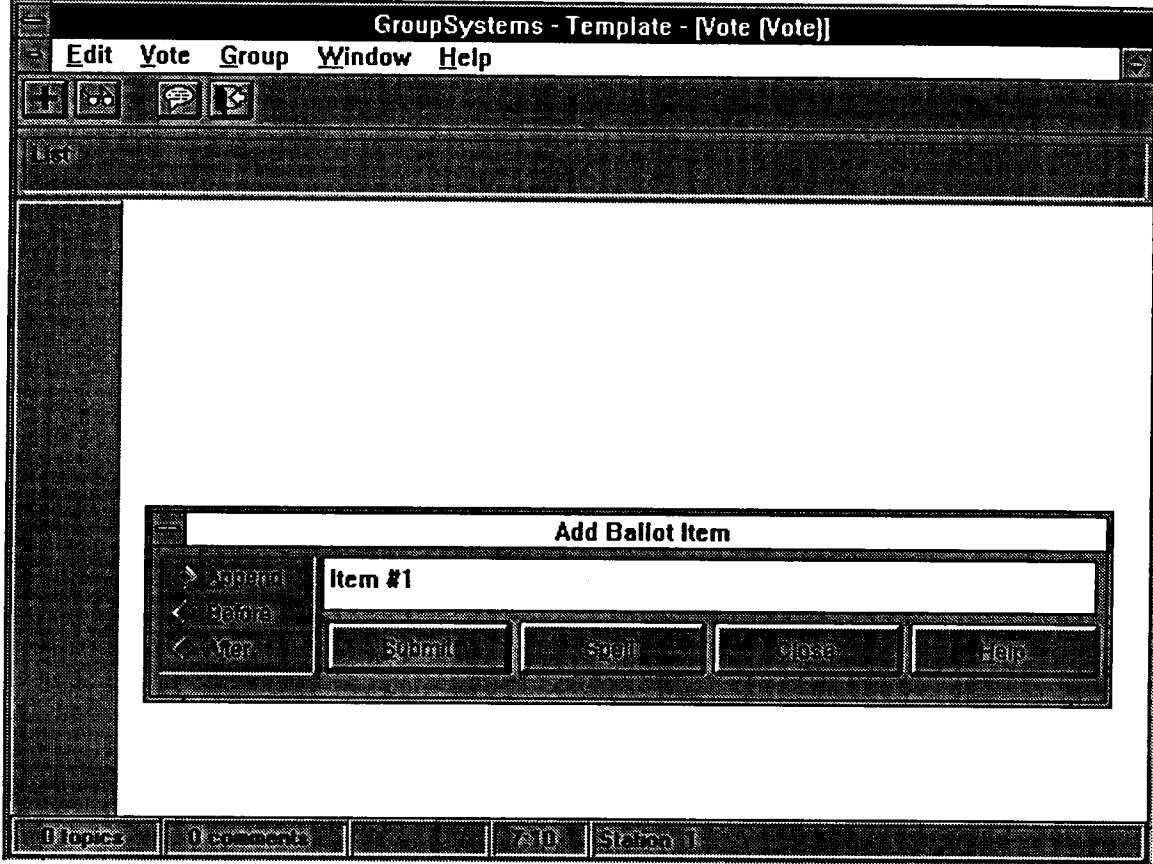 GroupSystems - Template - [Vote (Vote)]
Edit Vote Group Window Help
List
Add Ballot Item
Append
Before
After
Item #1
Submit Spell Close Help
0 topics 0 comments 7:10 Station 1